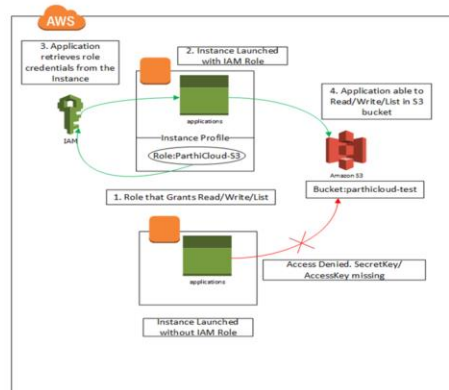 AWS
3. Application
retrieves role
credentials from the
Instance
2. Instance Launched
with IAM Role
4. Application able to
Read/Write/List in S3
bucket
IAM
applications
Instance Profile
Role:ParthiCloud-S3
Amazon S3
Bucket:parthicloud-test
1. Role that Grants Read/Write/List
applications
Access Denied. SecretKey/
AccessKey missing
Instance Launched
without IAM Role